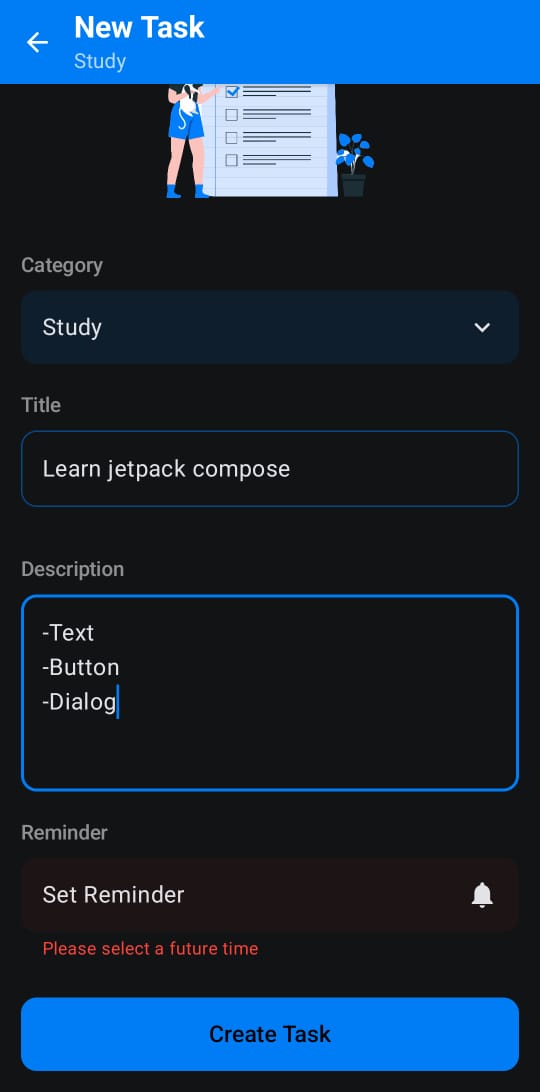 New Task
Study
Category
Study
Title
Learn jetpack compose
Description
-Text
-Button
-Dialog
Reminder
Set Reminder
Please select a future time
Create Task